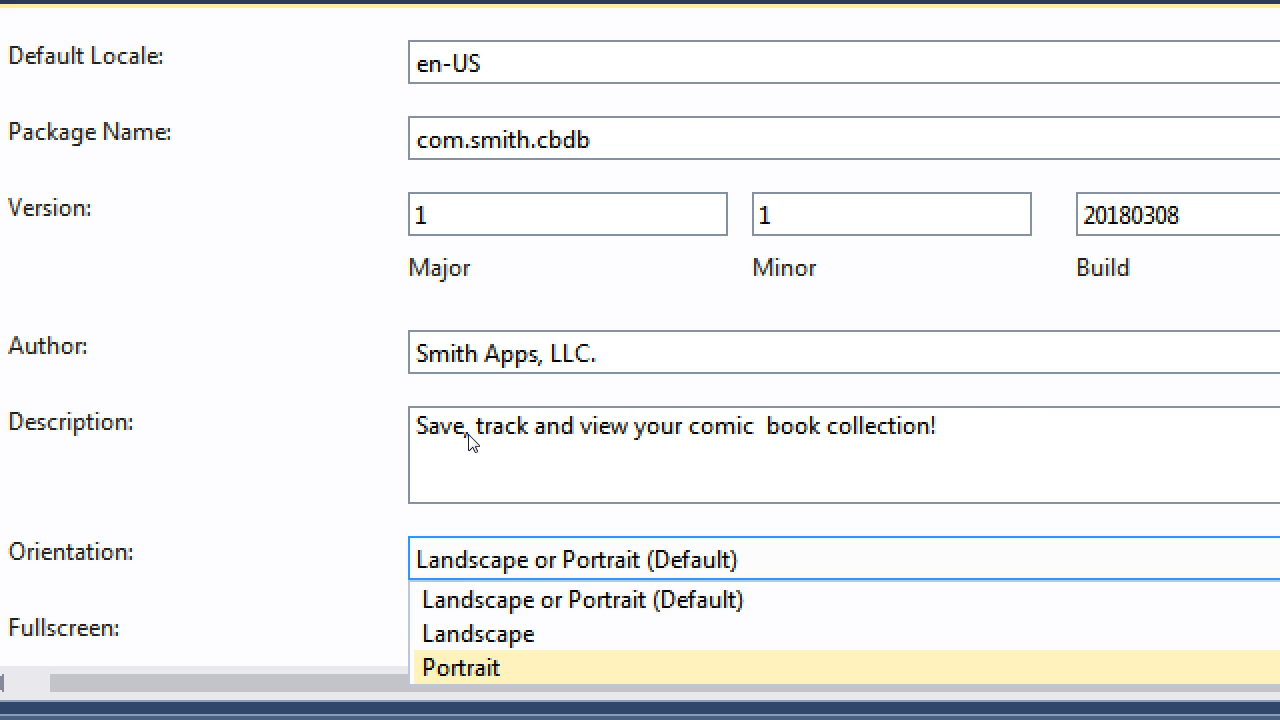 Default Locale:
en-US
Package Name:
com.smith.cbdb
Version:
1
1
20180308
Major
Minor
Build
Author:
Smith Apps, LLC.
Description:
Save, track and view your comic  book collection!
Orientation:
Landscape or Portrait (Default)
Landscape or Portrait (Default)
Landscape
Fullscreen:
Portrait